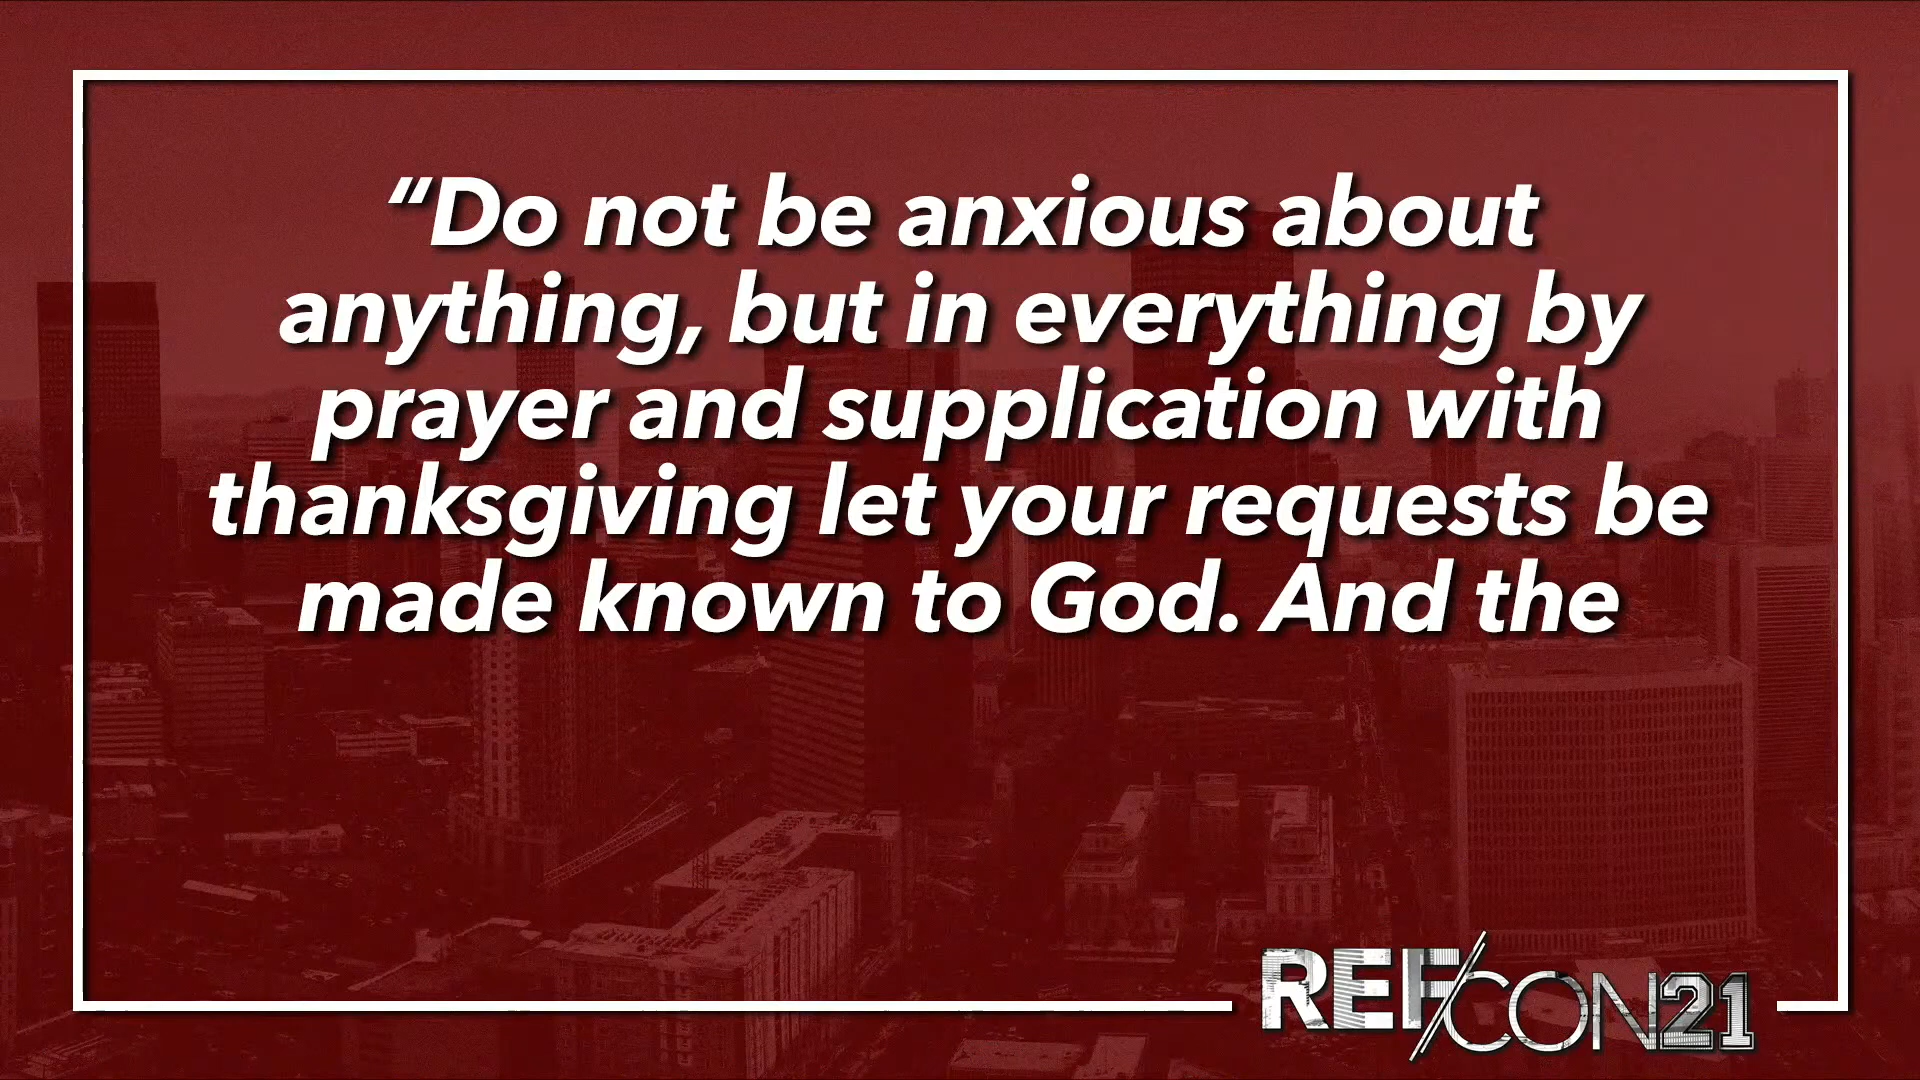 “Do not be anxious about
anything, but in everything by
prayer and supplication with
thanksgiving let your requests be
made known to God. And the
REF/CON21